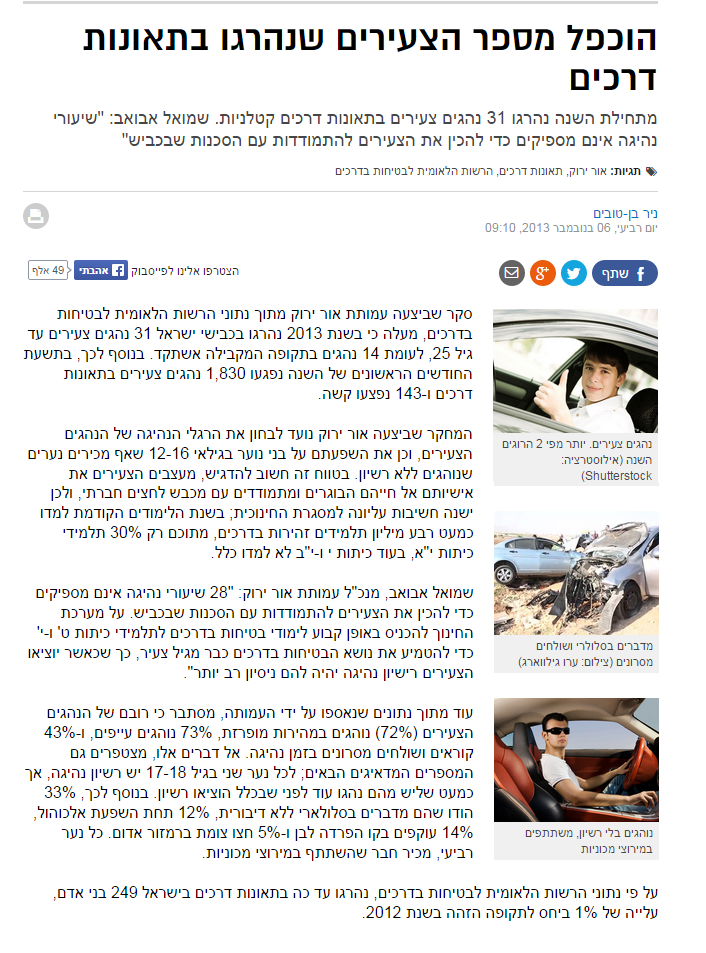 הוכפל מספר הצעירים שנהרגו בתאונות
דרכים
מתחילת השנה נהרגו 31 נהגים צעירים בתאונות דרכים קטלניות. שמואל אבואב: "שיעורי
נהיגה אינם מספיקים כדי להכין את הצעירים להתמודדות עם הסכנות שבכביש"
תגיות: אור ירוק, תאונות דרכים, הרשות הלאומית לבטיחות בדרכים
ניר בן-טובים
יום רביעי, 06 בנובמבר 2013, 09:10
שתף
הצטרפו אלינו לפייסבוק
אהבתי
49 אלף
נהגים צעירים. יותר מפי 2 הרוגים
השנה (אילוסטרציה:
Shutterstock)
מדברים בסלולרי ושולחים
מסרונים (צילום: ערו גילווארג)
נוהגים בלי רשיון, משתתפים
במירוצי מכוניות
סקר שביצעה עמותת אור ירוק מתוך נתוני הרשות הלאומית לבטיחות
בדרכים, מעלה כי בשנת 2013 נהרגו בכבישי ישראל 31 נהגים צעירים עד
גיל 25, לעומת 14 נהגים בתקופה המקבילה אשתקד. בנוסף לכך, בתשעת
החודשים הראשונים של השנה נפגעו 1,830 נהגים צעירים בתאונות
דרכים ו-143 נפצעו קשה.
המחקר שביצעה אור ירוק נועד לבחון את הרגלי הנהיגה של הנהגים
הצעירים, וכן את השפעתם על בני נוער בגילאי 12-16 שאף מכירים נערים
שנוהגים ללא רשיון. בטווח זה חשוב להדגיש, מעצבים הצעירים את
אישיותם אל חייהם הבוגרים ומתמודדים עם מכבש לחצים חברתי, ולכן
ישנה חשיבות עליונה למסגרת החינוכית; בשנת הלימודים הקודמת למדו
כמעט רבע מיליון תלמידים זהירות בדרכים, מתוכם רק 30% תלמידי
כיתות י"א, בעוד כיתות י ו-י"ב לא למדו כלל.
שמואל אבואב, מנכ"ל עמותת אור ירוק: "28 שיעורי נהיגה אינם מספיקים
כדי להכין את הצעירים להתמודדות עם הסכנות שבכביש. על מערכת
החינוך להכניס באופן קבוע לימודי בטיחות בדרכים לתלמידי כיתות ט' ו-י'
כדי להטמיע את נושא הבטיחות בדרכים כבר מגיל צעיר, כך שכאשר יוציאו
הצעירים רישיון נהיגה יהיה להם ניסיון רב יותר".
עוד מתוך נתונים שנאספו על ידי העמותה, מסתבר כי רובם של הנהגים
הצעירים (72%) נוהגים במהירות מופרזת, 73% נוהגים עייפים, ו-43%
קוראים ושולחים מסרונים בזמן נהיגה. אל דברים אלו, מצטפרים גם
המספרים המדאיגים הבאים; לכל נער שני בגיל 17-18 יש רשיון נהיגה, אך
כמעט שליש מהם נהגו עוד לפני שבכלל הוציאו רשיון. בנוסף לכך, 33%
הודו שהם מדברים בסלולארי ללא דיבורית, 12% תחת השפעת אלכוהול,
14% עוקפים בקו הפרדה לבן ו-5% חצו צומת ברמזור אדום. כל נער
רביעי, מכיר חבר שהשתתף במירוצי מכוניות.
על פי נתוני הרשות הלאומית לבטיחות בדרכים, נהרגו עד כה בתאונות דרכים בישראל 249 בני אדם,
עלייה של 1% ביחס לתקופה הזהה בשנת 2012.